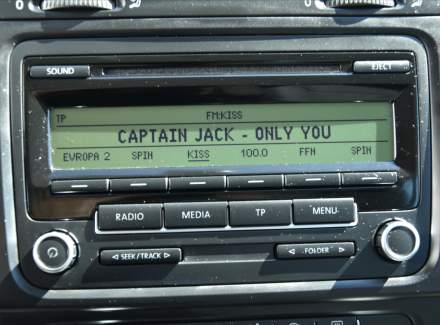 SOUND EJECT
TP FM:KISS
CAPTAIN JACK - ONLY YOU
EVROPA 2 SPIN KISS 100.0 FFH SPIN
RADIO MEDIA TP MENU
SEEK/TRACK FOLDER